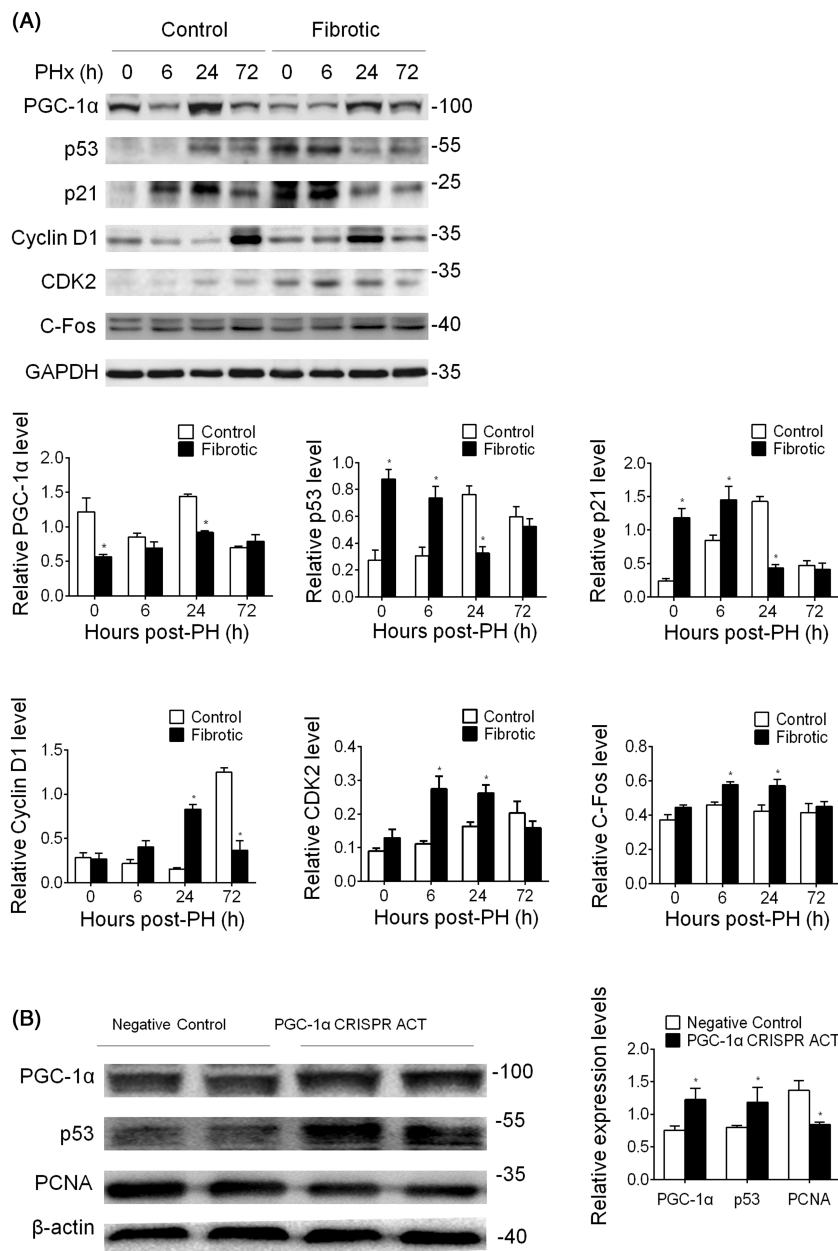 (A)
Control Fibrotic
PHx (h) 0 6 24 72 0 6 24 72
PGC-1α -100
p53 -55
p21 -25
Cyclin D1 -35
CDK2 -35
C-Fos -40
GAPDH -35
Relative PGC-1α level
Control
Fibrotic
2.0
1.5
1.0
0.5
0.0
* *
0 6 24 72
Hours post-PH (h)
Relative p53 level
Control
Fibrotic
1.0
0.8
0.6
0.4
0.2
0.0
* * *
0 6 24 72
Hours post-PH (h)
Relative p21 level
Control
Fibrotic
2.0
1.5
1.0
0.5
0.0
* * *
0 6 24 72
Hours post-PH (h)
Relative Cyclin D1 level
Control
Fibrotic
1.5
1.0
0.5
0.0
* *
0 6 24 72
Hours post-PH (h)
Relative CDK2 level
Control
Fibrotic
0.4
0.3
0.2
0.1
0.0
* *
0 6 24 72
Hours post-PH (h)
Relative C-Fos level
Control
Fibrotic
0.8
0.6
0.4
0.2
0.0
* *
0 6 24 72
Hours post-PH (h)
(B)
Negative Control PGC-1α CRISPR ACT
PGC-1α -100
p53 -55
PCNA -35
β-actin -40
Relative expression levels
Negative Control
PGC-1α CRISPR ACT
2.0
1.5
1.0
0.5
0.0
* * *
PGC-1α p53 PCNA